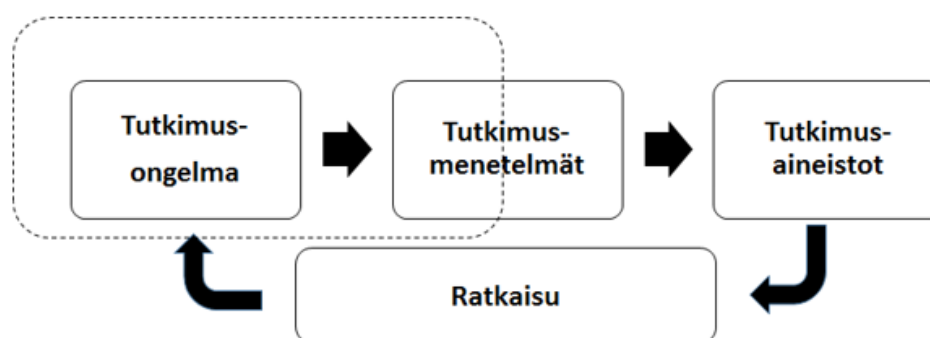 Tutkimus-
ongelma
Tutkimus-
menetelmät
Tutkimus-
aineistot
Ratkaisu